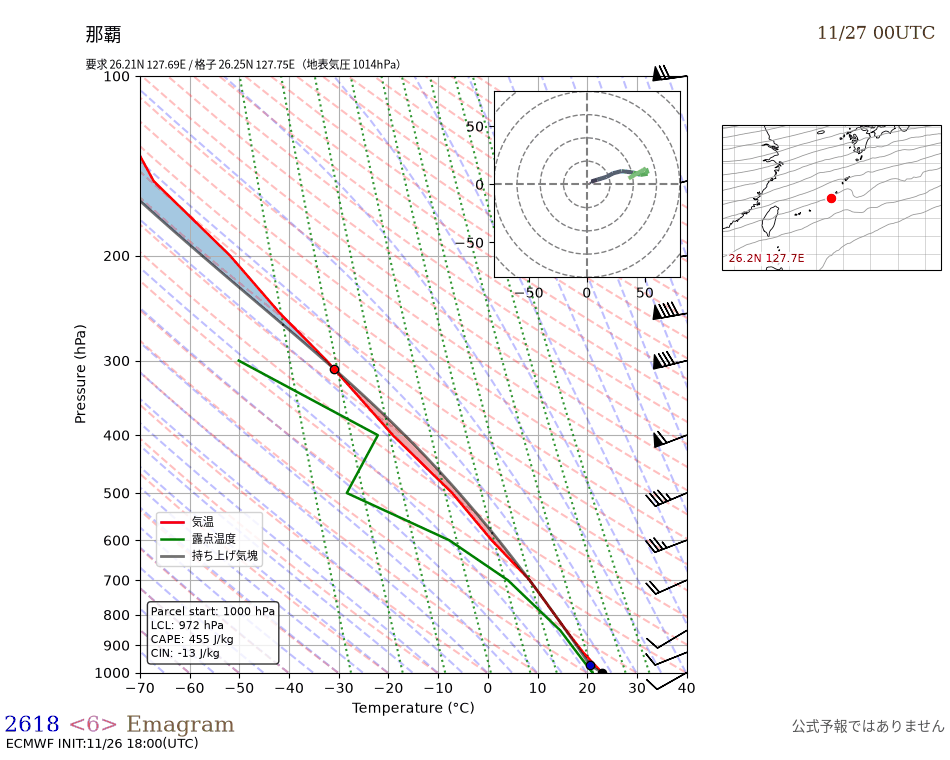 那覇
11/27 00UTC
要求 26.21N 127.69E / 格子 26.25N 127.75E（地表気圧 1014hPa）
100
200
300
400
500
600
700
800
900
1000
Pressure (hPa)
−70 −60 −50 −40 −30 −20 −10 0 10 20 30 40
Temperature (°C)
50
0
−50
−50 0 50
26.2N 127.7E
気温
露点温度
持ち上げ気塊
Parcel start: 1000 hPa
LCL: 972 hPa
CAPE: 455 J/kg
CIN: -13 J/kg
2618 <6> Emagram
ECMWF INIT:11/26 18:00(UTC)
公式予報ではありません